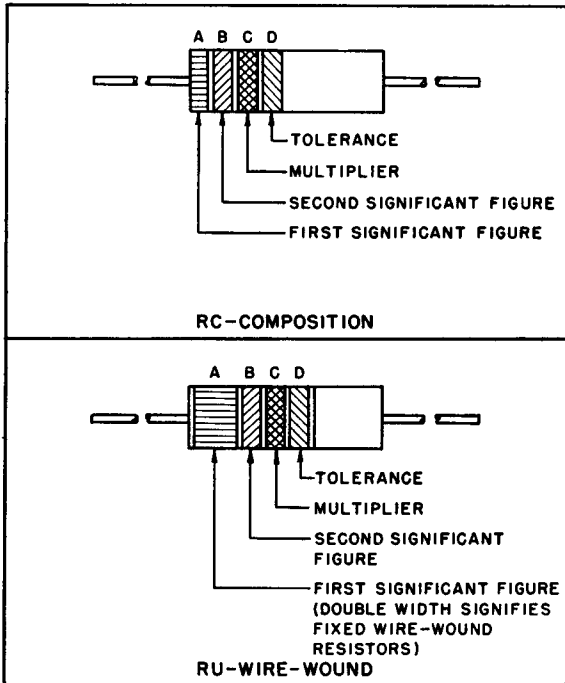 A B C D
TOLERANCE
MULTIPLIER
SECOND SIGNIFICANT FIGURE
FIRST SIGNIFICANT FIGURE
RC-COMPOSITION
A B C D
TOLERANCE
MULTIPLIER
SECOND SIGNIFICANT
FIGURE
FIRST SIGNIFICANT FIGURE
(DOUBLE WIDTH SIGNIFIES
FIXED WIRE-WOUND
RESISTORS)
RU-WIRE-WOUND